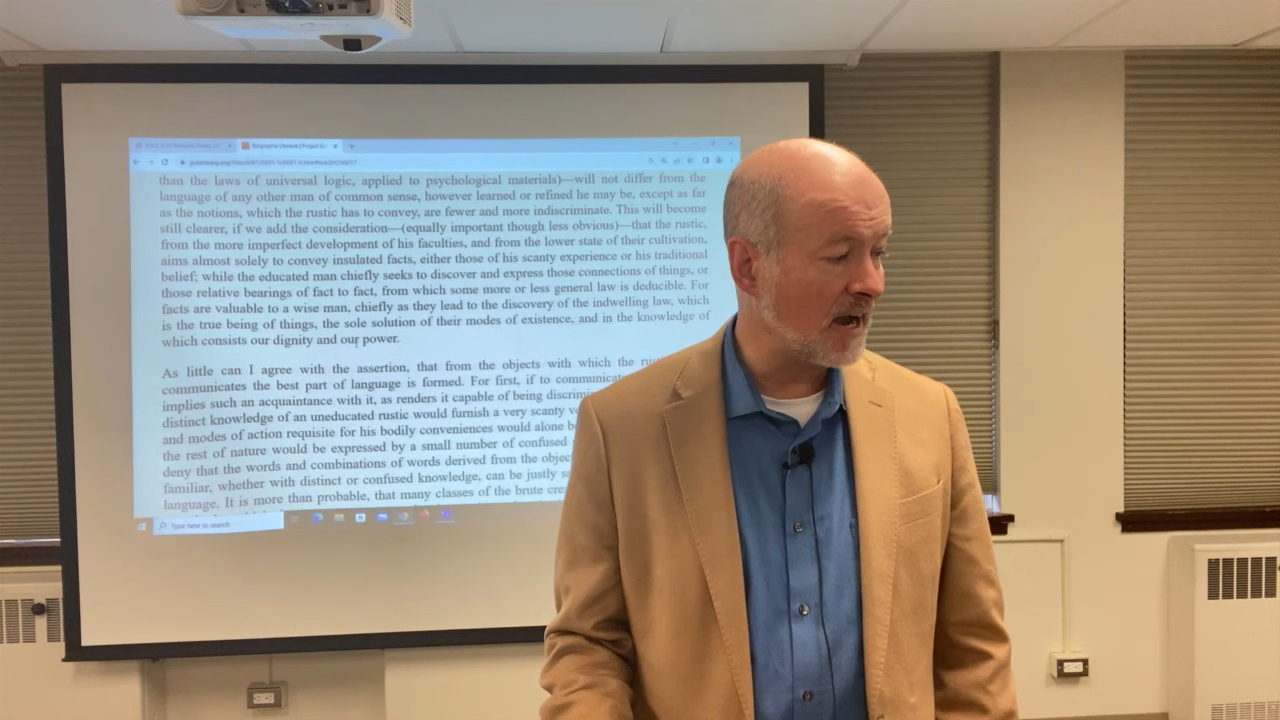 Biographia Literaria | Project Gu
than the laws of universal logic, applied to psychological materials)—will not differ from the
language of any other man of common sense, however learned or refined he may be, except as far
as the notions, which the rustic has to convey, are fewer and more indiscriminate. This will become
still clearer, if we add the consideration—(equally important though less obvious)—that the rustic,
from the more imperfect development of his faculties, and from the lower state of their cultivation,
aims almost solely to convey insulated facts, either those of his scanty experience or his traditional
belief; while the educated man chiefly seeks to discover and express those connections of things, or
those relative bearings of fact to fact, from which some more or less general law is deducible. For
facts are valuable to a wise man, chiefly as they lead to the discovery of the indwelling law, which
is the true being of things, the sole solution of their modes of existence, and in the knowledge of
which consists our dignity and our power.
As little can I agree with the assertion, that from the objects with which the
communicates the best part of language is formed. For first, if to communicate
implies such an acquaintance with it, as renders it capable of being discrimi
distinct knowledge of an uneducated rustic would furnish a very scanty
and modes of action requisite for his bodily conveniences would alone
the rest of nature would be expressed by a small number of confused
deny that the words and combinations of words derived from the objec
familiar, whether with distinct or confused knowledge, can be justly
language. It is more than probable, that many classes of the brute
Type here to search